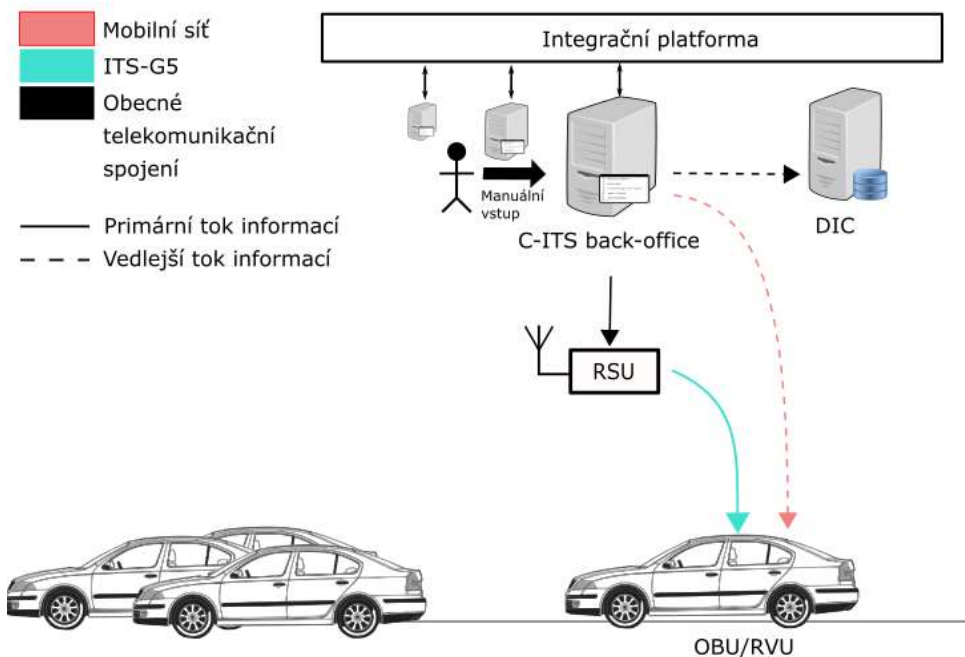 Mobilní síť
ITS-G5
Obecné
telekomunikační
spojení
Primární tok informací
Vedlejší tok informací
Integrační platforma
Manuální
vstup
C-ITS back-office
DIC
RSU
OBU/RVU